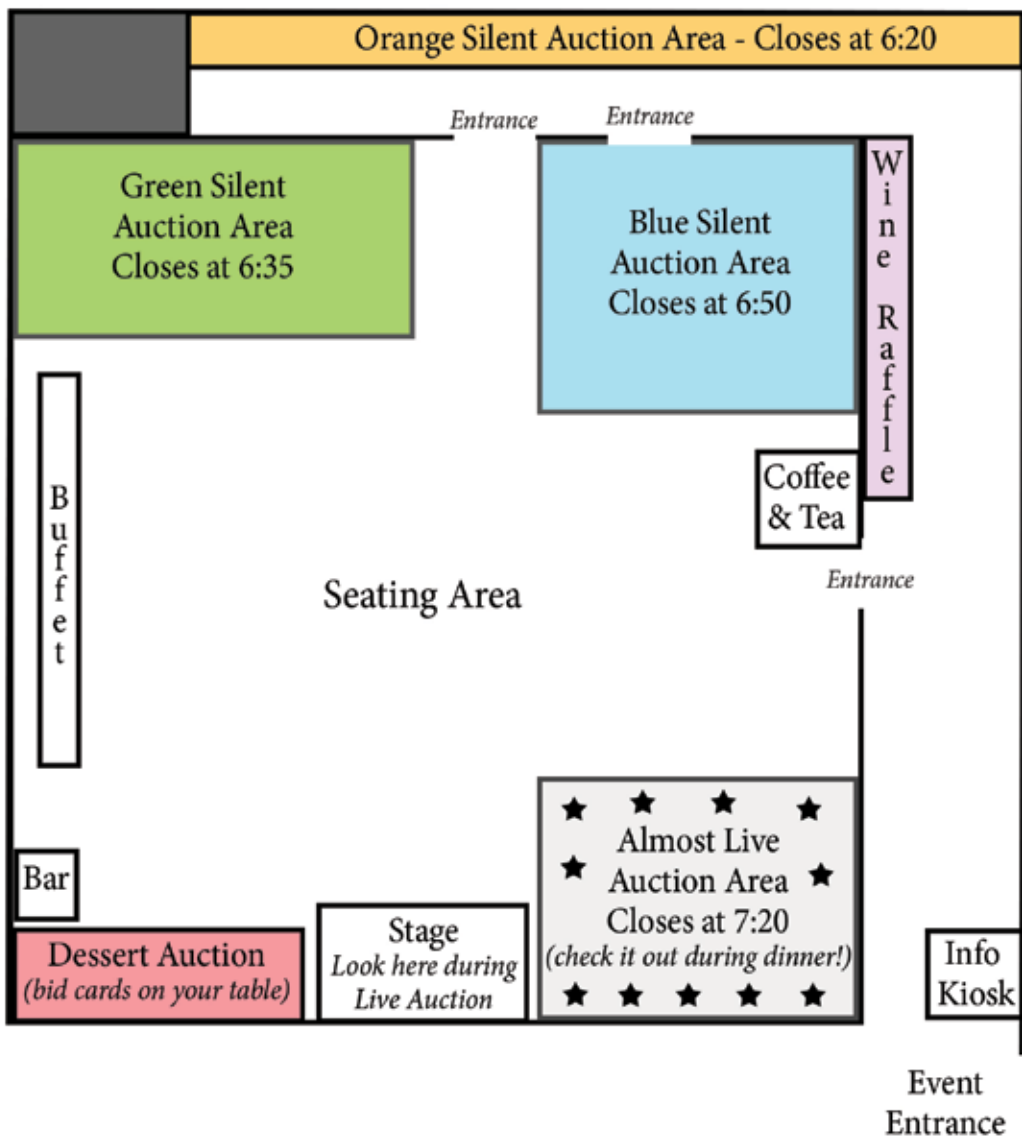 Orange Silent Auction Area - Closes at 6:20
Entrance
Entrance
Green Silent
Auction Area
Closes at 6:35
Blue Silent
Auction Area
Closes at 6:50
Wine Raffle
Buffet
Coffee
& Tea
Entrance
Seating Area
Bar
Dessert Auction
(bid cards on your table)
Stage
Look here during
Live Auction
Almost Live
Auction Area
Closes at 7:20
(check it out during dinner!)
Info
Kiosk
Event
Entrance